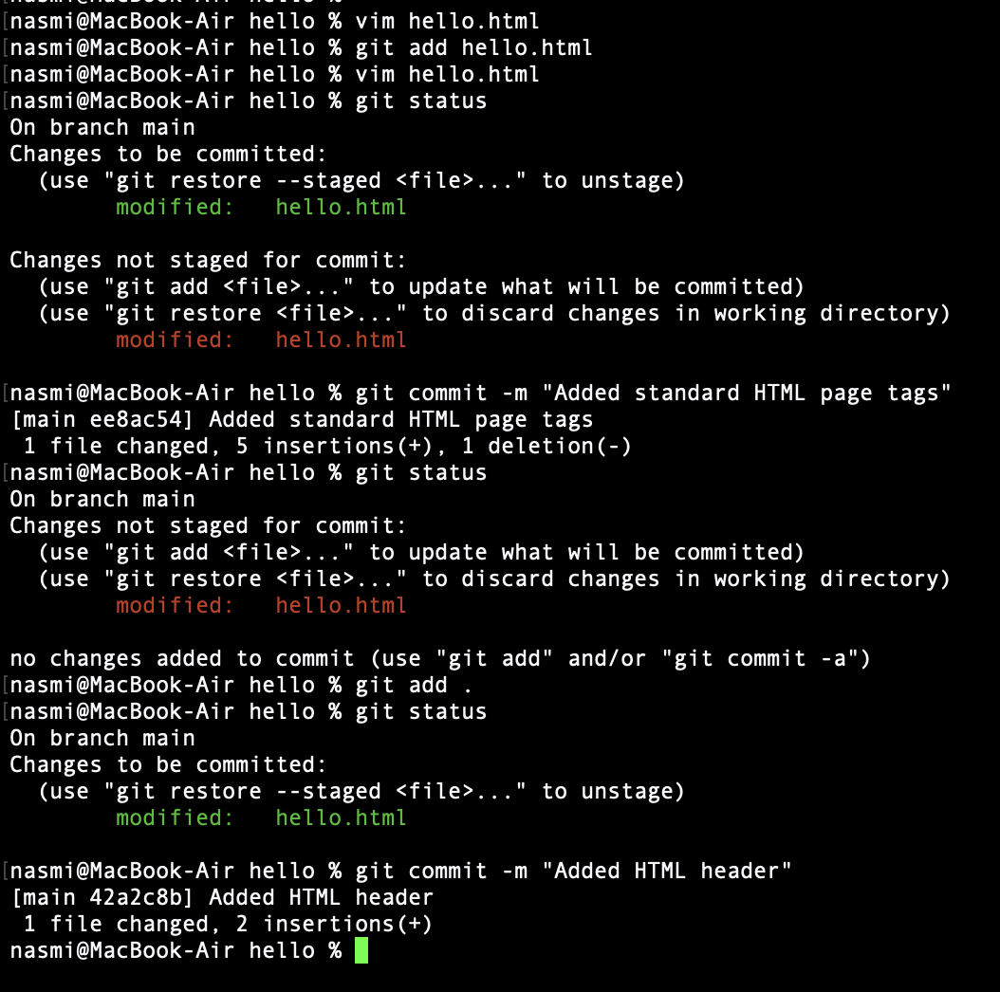 [nasmi@MacBook-Air hello % vim hello.html
[nasmi@MacBook-Air hello % git add hello.html
[nasmi@MacBook-Air hello % vim hello.html
[nasmi@MacBook-Air hello % git status
On branch main
Changes to be committed:
  (use "git restore --staged <file>..." to unstage)
        modified:   hello.html

Changes not staged for commit:
  (use "git add <file>..." to update what will be committed)
  (use "git restore <file>..." to discard changes in working directory)
        modified:   hello.html

[nasmi@MacBook-Air hello % git commit -m "Added standard HTML page tags"
[main ee8ac54] Added standard HTML page tags
 1 file changed, 5 insertions(+), 1 deletion(-)
[nasmi@MacBook-Air hello % git status
On branch main
Changes not staged for commit:
  (use "git add <file>..." to update what will be committed)
  (use "git restore <file>..." to discard changes in working directory)
        modified:   hello.html

no changes added to commit (use "git add" and/or "git commit -a")
[nasmi@MacBook-Air hello % git add .
[nasmi@MacBook-Air hello % git status
On branch main
Changes to be committed:
  (use "git restore --staged <file>..." to unstage)
        modified:   hello.html

[nasmi@MacBook-Air hello % git commit -m "Added HTML header"
[main 42a2c8b] Added HTML header
 1 file changed, 2 insertions(+)
nasmi@MacBook-Air hello %